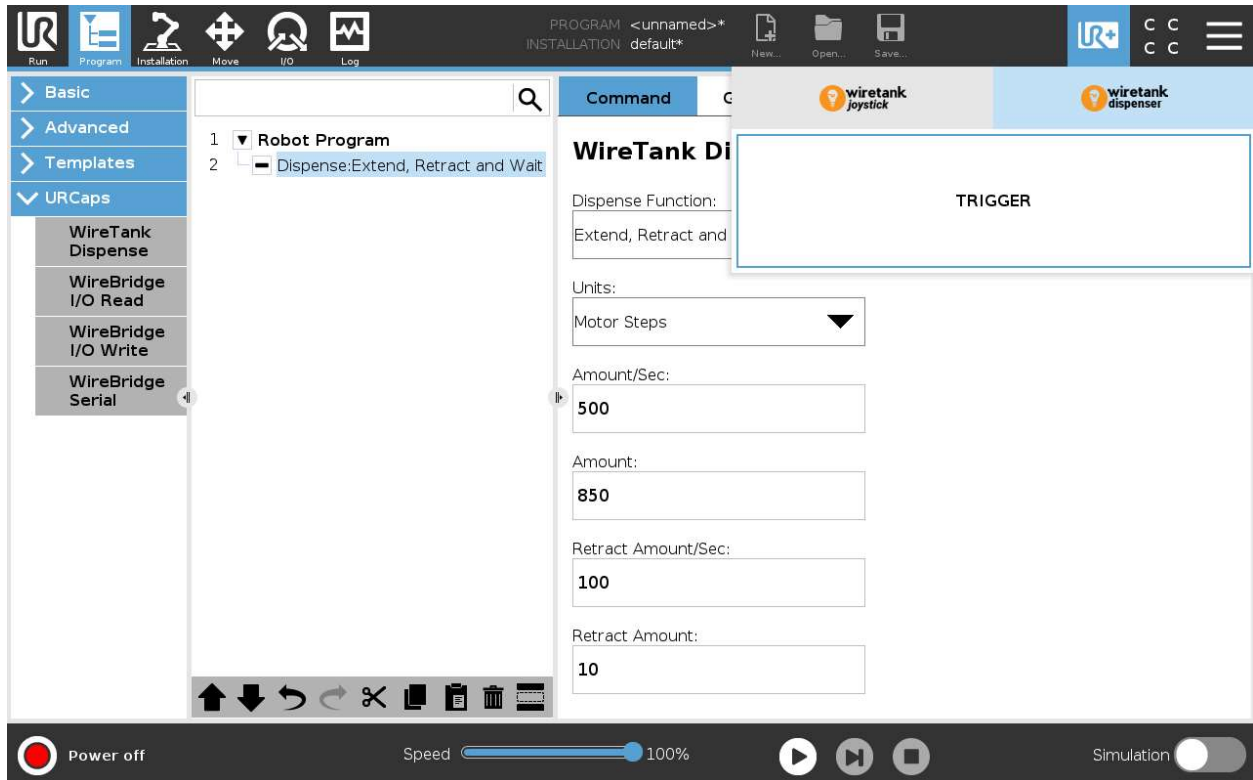 UR
Run
Program
Installation
Move
I/O
Log
PROGRAM <unnamed>*
INSTALLATION default*
New...
Open...
Save...
UR+
C C
C C
Basic
Advanced
Templates
URCaps
WireTank
Dispense
WireBridge
I/O Read
WireBridge
I/O Write
WireBridge
Serial
1 Robot Program
2 Dispense:Extend, Retract and Wait
Command
wiretank
joystick
wiretank
dispenser
TRIGGER
WireTank Di
Dispense Function:
Extend, Retract and
Units:
Motor Steps
Amount/Sec:
500
Amount:
850
Retract Amount/Sec:
100
Retract Amount:
10
Power off
Speed 100%
Simulation